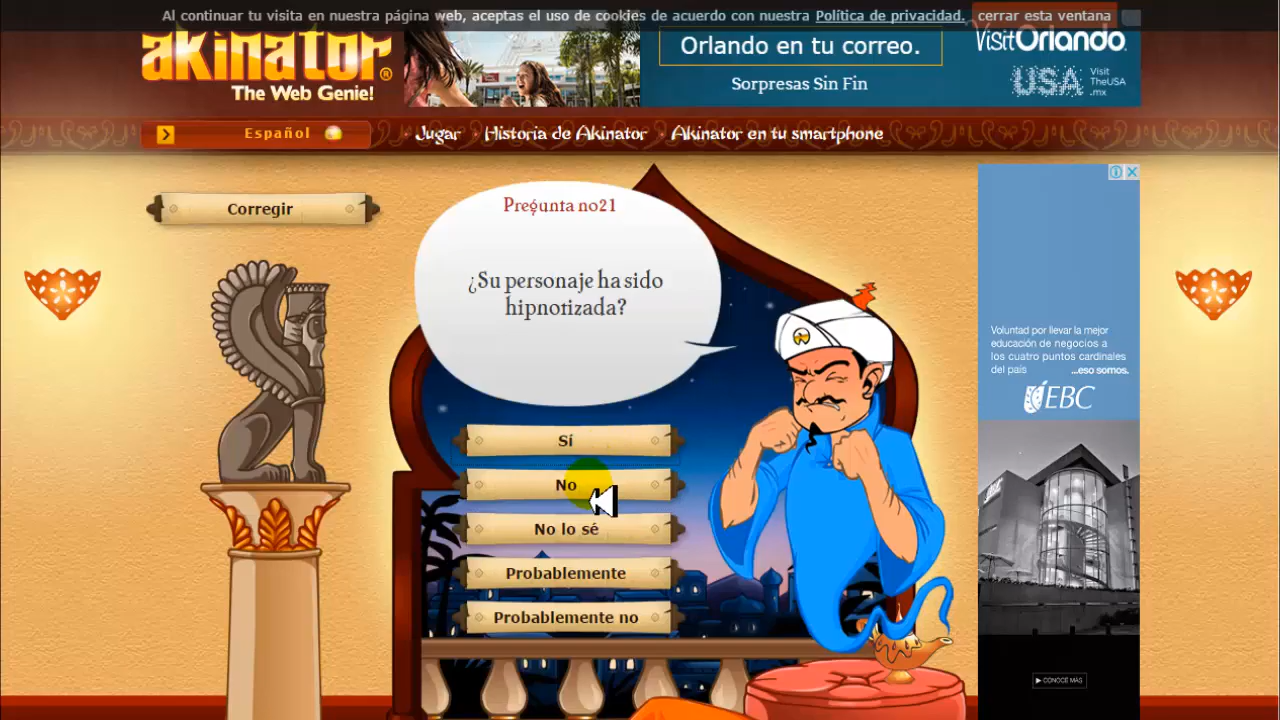 Al continuar tu visita en nuestra página web, aceptas el uso de cookies de acuerdo con nuestra Política de privacidad. cerrar esta ventana
akinator®
The Web Genie!
Orlando en tu correo.
Sorpresas Sin Fin
VisitOrlando
USA
Visit
TheUSA
.mx
Español
· Jugar · Historia de Akinator · Akinator en tu smartphone
Corregir
Pregunta no21
¿Su personaje ha sido
hipnotizada?
Sí
No
No lo sé
Probablemente
Probablemente no
Voluntad por llevar la mejor
educación de negocios a
los cuatro puntos cardinales
del país
...eso somos.
EBC
CONOCE MÁS